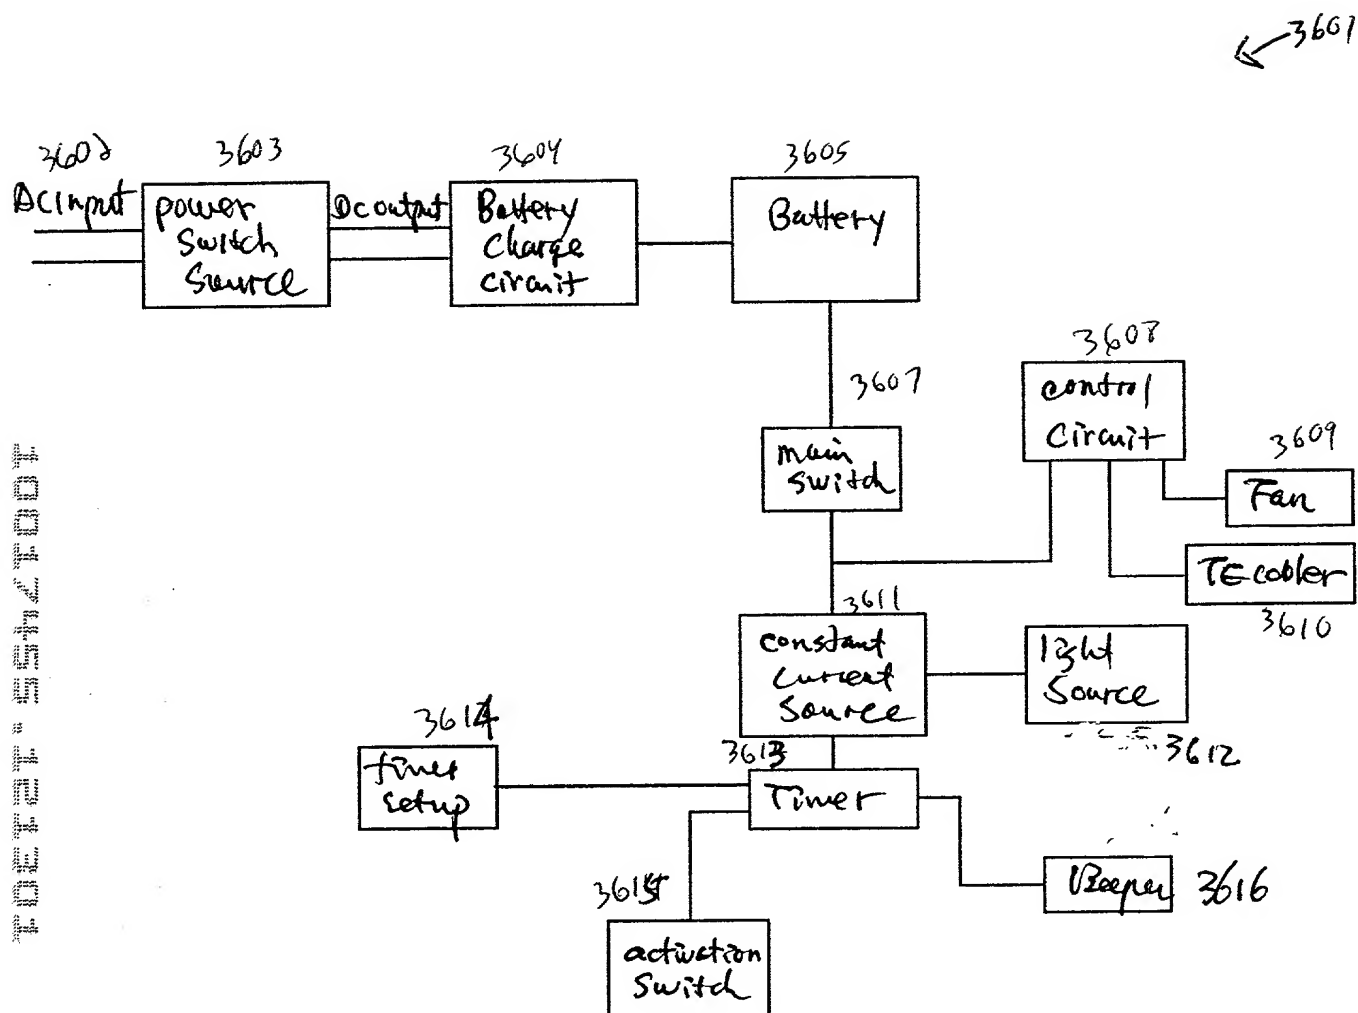 3601
3602
3603
3604
3605
AC input
power
switch
source
DC output
Battery
charge
circuit
Battery
3607
main
switch
3608
control
circuit
3609
Fan
TE cooler
3610
3611
constant
current
source
light
source
3612
3614
timer
setup
3613
Timer
3615
activation
switch
Beeper
3616
10017455.121301